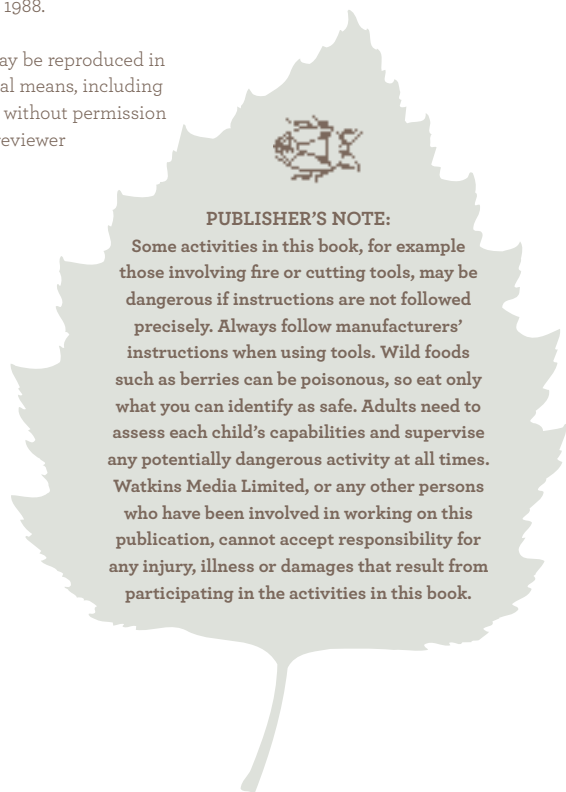 1988.
ay be reproduced in
al means, including
without permission
reviewer
PUBLISHER’S NOTE:
Some activities in this book, for example
those involving fire or cutting tools, may be
dangerous if instructions are not followed
precisely. Always follow manufacturers’
instructions when using tools. Wild foods
such as berries can be poisonous, so eat only
what you can identify as safe. Adults need to
assess each child’s capabilities and supervise
any potentially dangerous activity at all times.
Watkins Media Limited, or any other persons
who have been involved in working on this
publication, cannot accept responsibility for
any injury, illness or damages that result from
participating in the activities in this book.